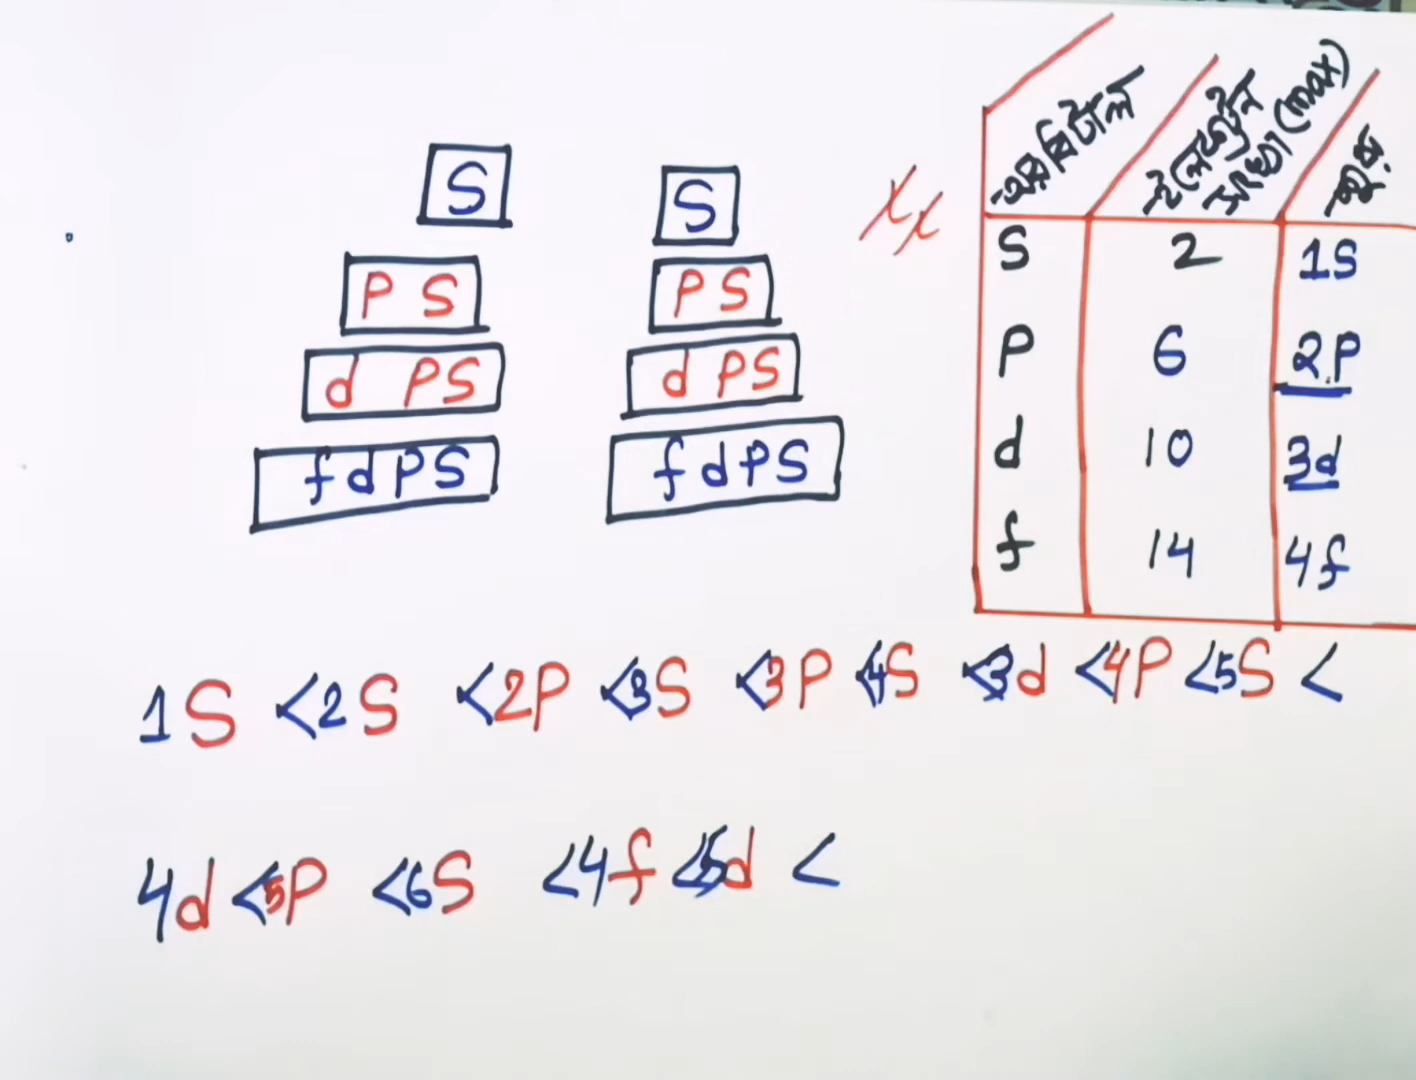 S S
P S P S
d PS d PS
f d P S f d P S
অরবিটাল ইলেকট্রন সংখ্যা (max)
S 2 1S
P 6 2P
d 10 3d
f 14 4f
1S <2S <2P <3S <3P <4S <3d <4P <5S <
4d <5P <6S <4f <5d <